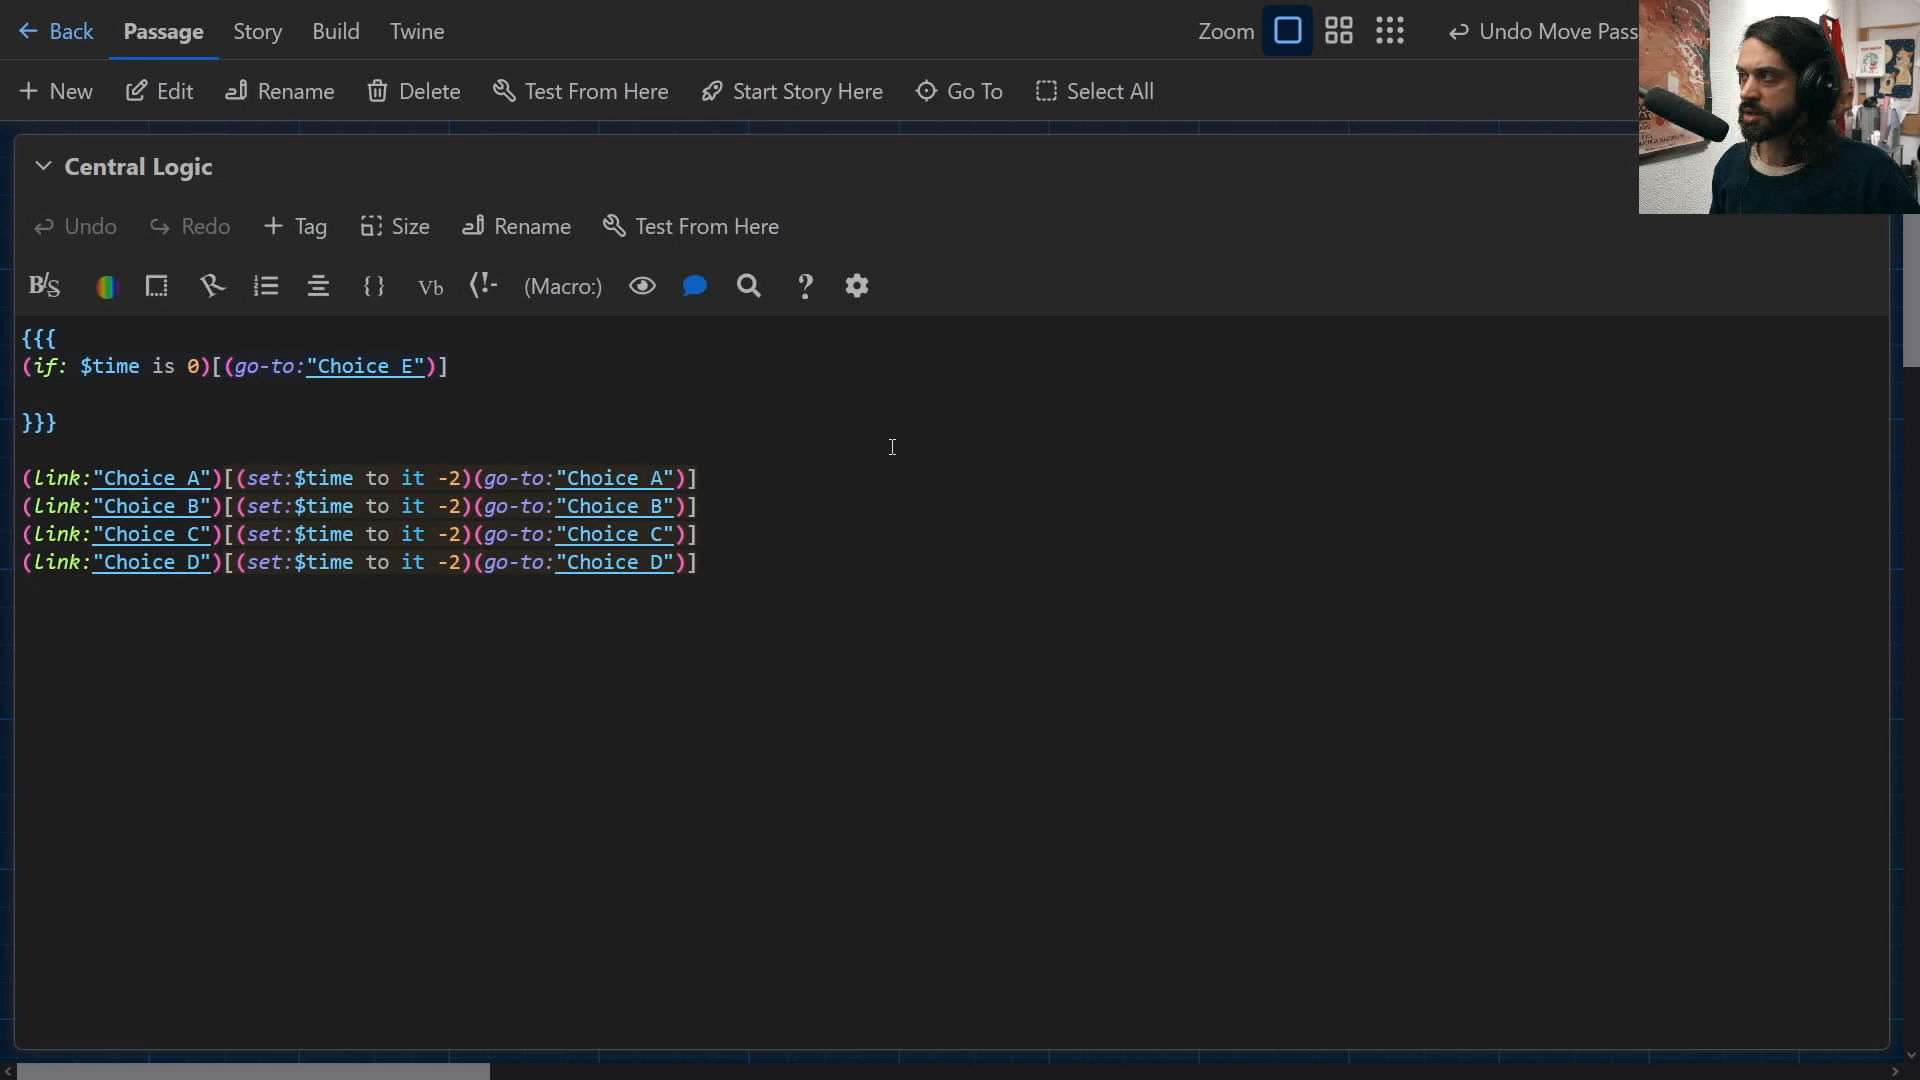 Back Passage Story Build Twine Zoom Undo Move Pass
New Edit Rename Delete Test From Here Start Story Here Go To Select All
Central Logic
Undo Redo + Tag Size Rename Test From Here
(Macro:) ?
{{{
(if: $time is 0)[(go-to:"Choice E")]
}}}
(link:"Choice A")[(set:$time to it -2)(go-to:"Choice A")]
(link:"Choice B")[(set:$time to it -2)(go-to:"Choice B")]
(link:"Choice C")[(set:$time to it -2)(go-to:"Choice C")]
(link:"Choice D")[(set:$time to it -2)(go-to:"Choice D")]